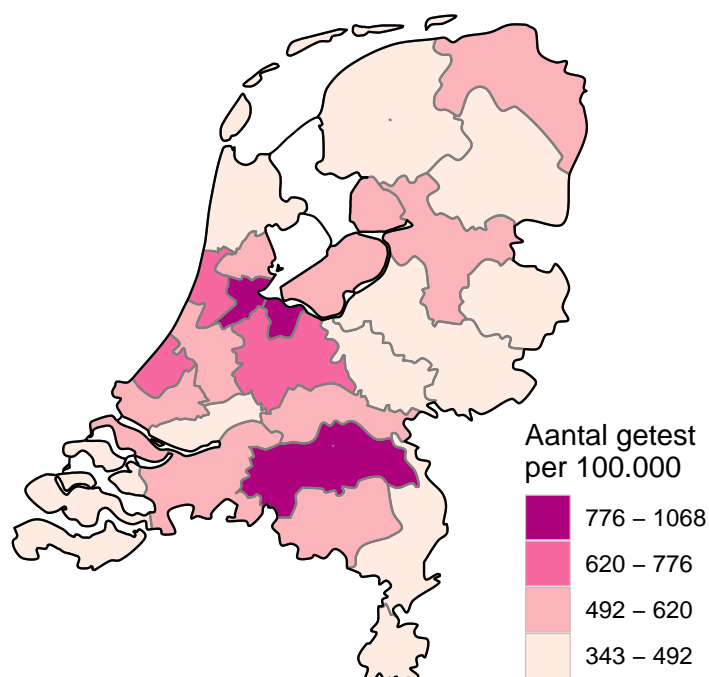 Aantal getest
per 100.000
776 – 1068
620 – 776
492 – 620
343 – 492